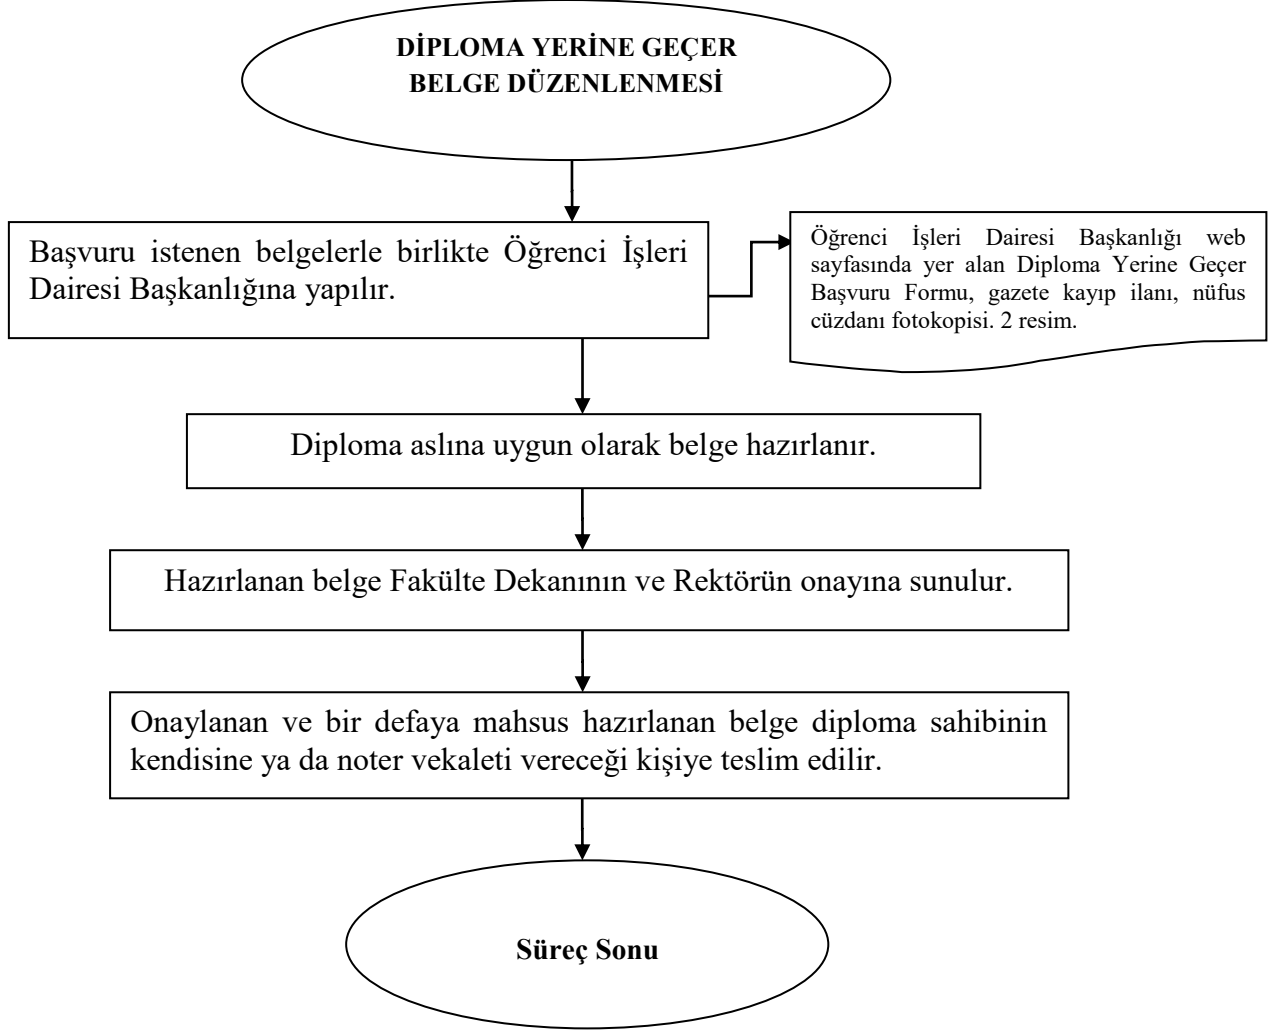 DİPLOMA YERİNE GEÇER
BELGE DÜZENLENMESİ
Başvuru istenen belgelerle birlikte Öğrenci İşleri
Dairesi Başkanlığına yapılır.
Öğrenci İşleri Dairesi Başkanlığı web
sayfasında yer alan Diploma Yerine Geçer
Başvuru Formu, gazete kayıp ilanı, nüfus
cüzdanı fotokopisi. 2 resim.
Diploma aslına uygun olarak belge hazırlanır.
Hazırlanan belge Fakülte Dekanının ve Rektörün onayına sunulur.
Onaylanan ve bir defaya mahsus hazırlanan belge diploma sahibinin
kendisine ya da noter vekaleti vereceği kişiye teslim edilir.
Süreç Sonu